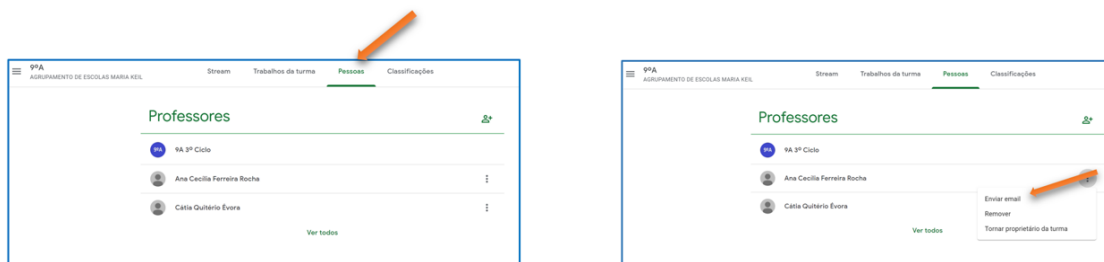 9ºA
AGRUPAMENTO DE ESCOLAS MARIA KEIL
Stream Trabalhos da turma Pessoas Classificações
Professores
9ºA 9A 3º Ciclo
Ana Cecília Ferreira Rocha
Cátia Quitério Évora
Ver todos
9ºA
AGRUPAMENTO DE ESCOLAS MARIA KEIL
Stream Trabalhos da turma Pessoas Classificações
Professores
9ºA 9A 3º Ciclo
Ana Cecília Ferreira Rocha
Cátia Quitério Évora
Ver todos
Enviar email
Remover
Tornar proprietário da turma